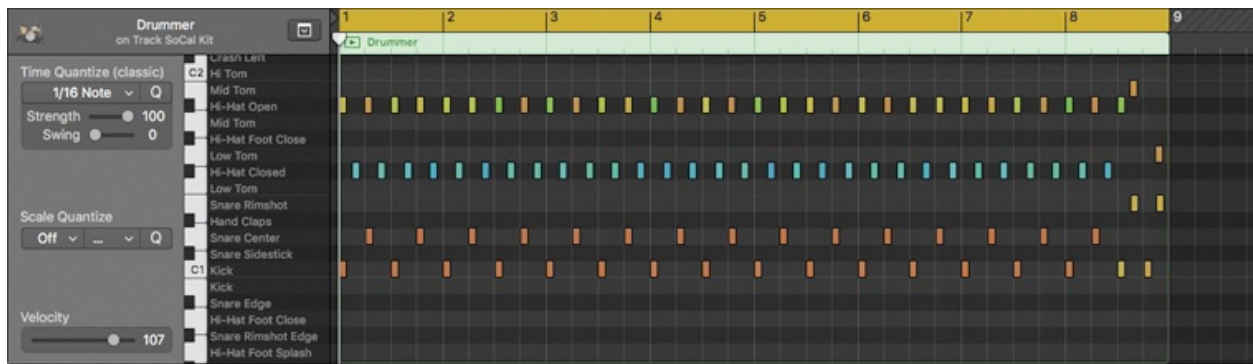 Drummer
on Track SoCal Kit
1 2 3 4 5 6 7 8 9
Drummer
Time Quantize (classic)
1/16 Note Q
Strength 100
Swing 0
Scale Quantize
Off ... Q
Velocity
107
Crash Left
C2 Hi Tom
Mid Tom
Hi-Hat Open
Mid Tom
Hi-Hat Foot Close
Low Tom
Hi-Hat Closed
Low Tom
Snare Rimshot
Hand Claps
Snare Center
Snare Sidestick
C1 Kick
Kick
Snare Edge
Hi-Hat Foot Close
Snare Rimshot Edge
Hi-Hat Foot Splash